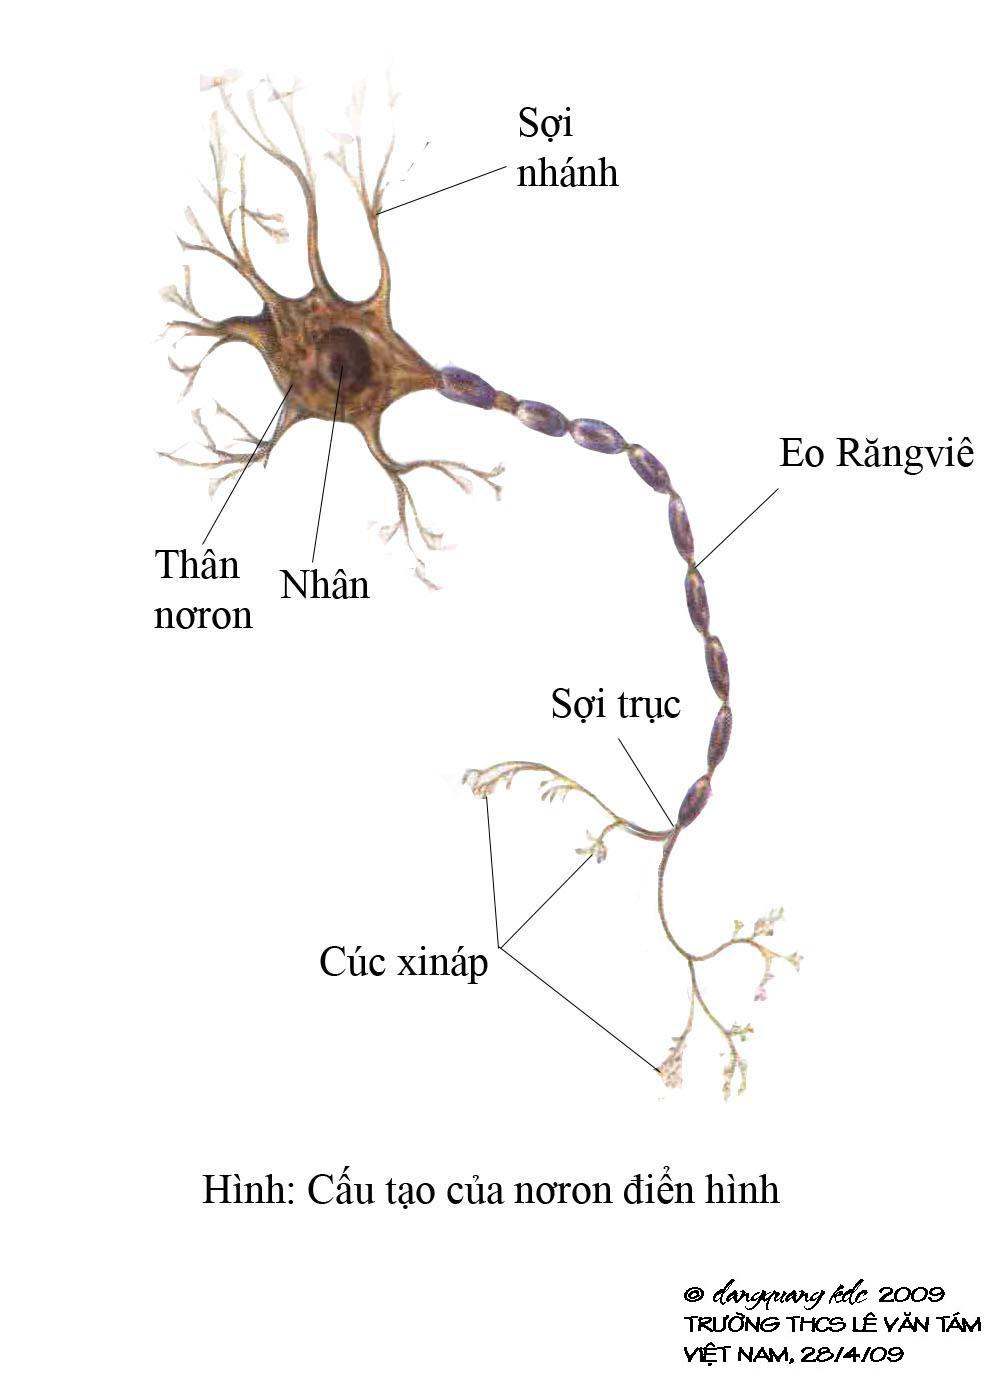 Sợi
nhánh
Eo Răngviê
Thân
nơron
Nhân
Sợi trục
Cúc xináp
Hình: Cấu tạo của nơron điển hình
© dangquang kdc 2009
TRƯỜNG THCS LÊ VĂN TÁM
VIỆT NAM, 28/4/09